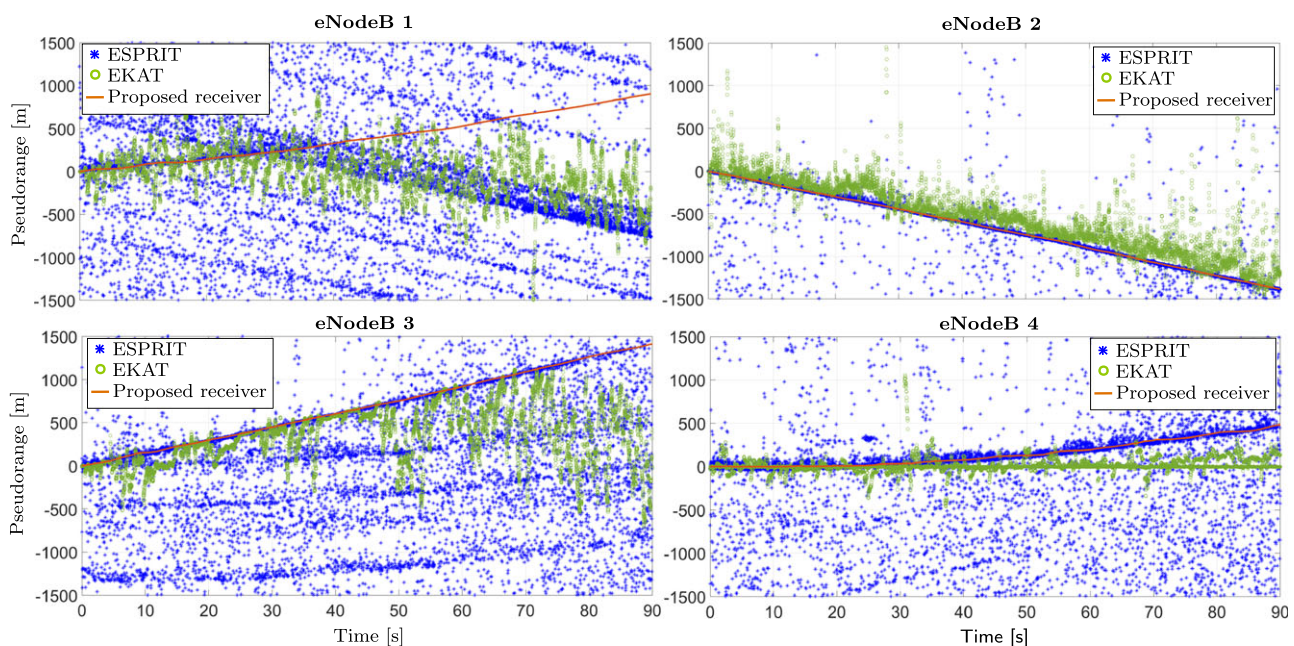 eNodeB 1
1500
1000
500
0
-500
-1000
-1500
Pseudorange [m]
ESPRIT
EKAT
Proposed receiver
0 10 20 30 40 50 60 70 80 90
eNodeB 2
1500
1000
500
0
-500
-1000
-1500
ESPRIT
EKAT
Proposed receiver
0 10 20 30 40 50 60 70 80 90
eNodeB 3
1500
1000
500
0
-500
-1000
-1500
Pseudorange [m]
ESPRIT
EKAT
Proposed receiver
0 10 20 30 40 50 60 70 80 90
Time [s]
eNodeB 4
1500
1000
500
0
-500
-1000
-1500
ESPRIT
EKAT
Proposed receiver
0 10 20 30 40 50 60 70 80 90
Time [s]